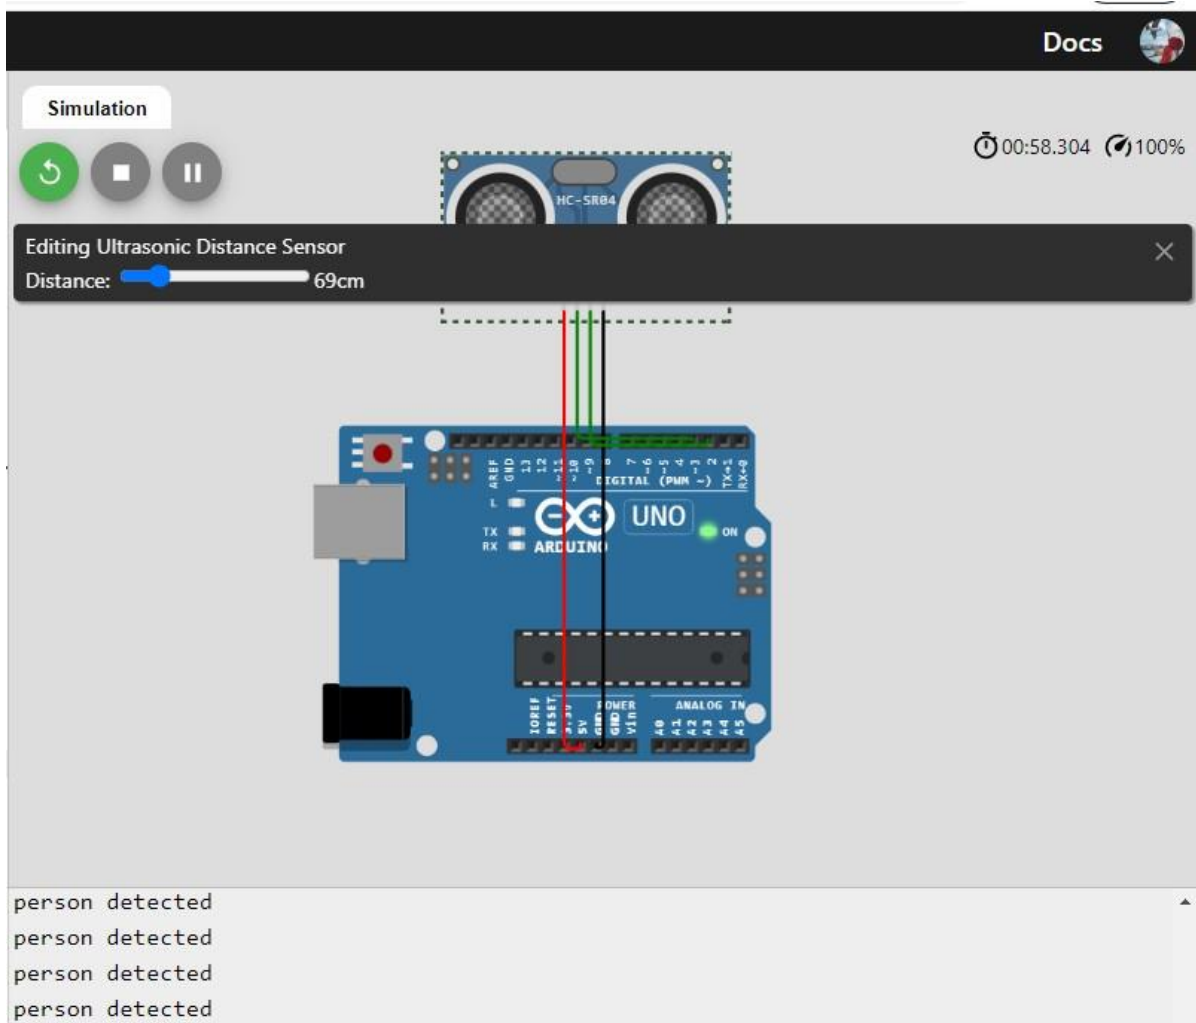 Docs
Simulation
00:58.304 100%
HC-SR04
Editing Ultrasonic Distance Sensor
Distance: 69cm
AREF
GND
13
12
~11
~10
~9
8
7
~6
~5
4
~3
2
TX→1
RX←0
DIGITAL (PWM ~)
L
UNO
TX
RX
ON
ARDUINO
IOREF
RESET
3.3V
5V
GND
GND
Vin
POWER
ANALOG IN
A0
A1
A2
A3
A4
A5
person detected
person detected
person detected
person detected